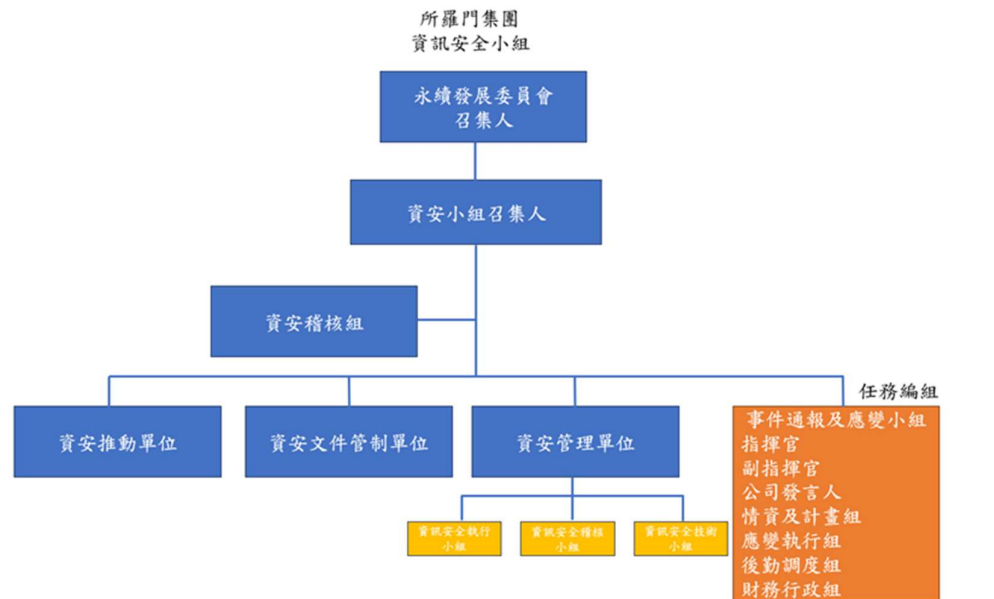 所羅門集團
資訊安全小組
永續發展委員會
召集人
資安小組召集人
資安稽核組
任務編組
資安推動單位
資安文件管制單位
資安管理單位
事件通報及應變小組
指揮官
副指揮官
公司發言人
情資及計畫組
應變執行組
後勤調度組
財務行政組
資訊安全執行
小組
資訊安全稽核
小組
資訊安全技術
小組